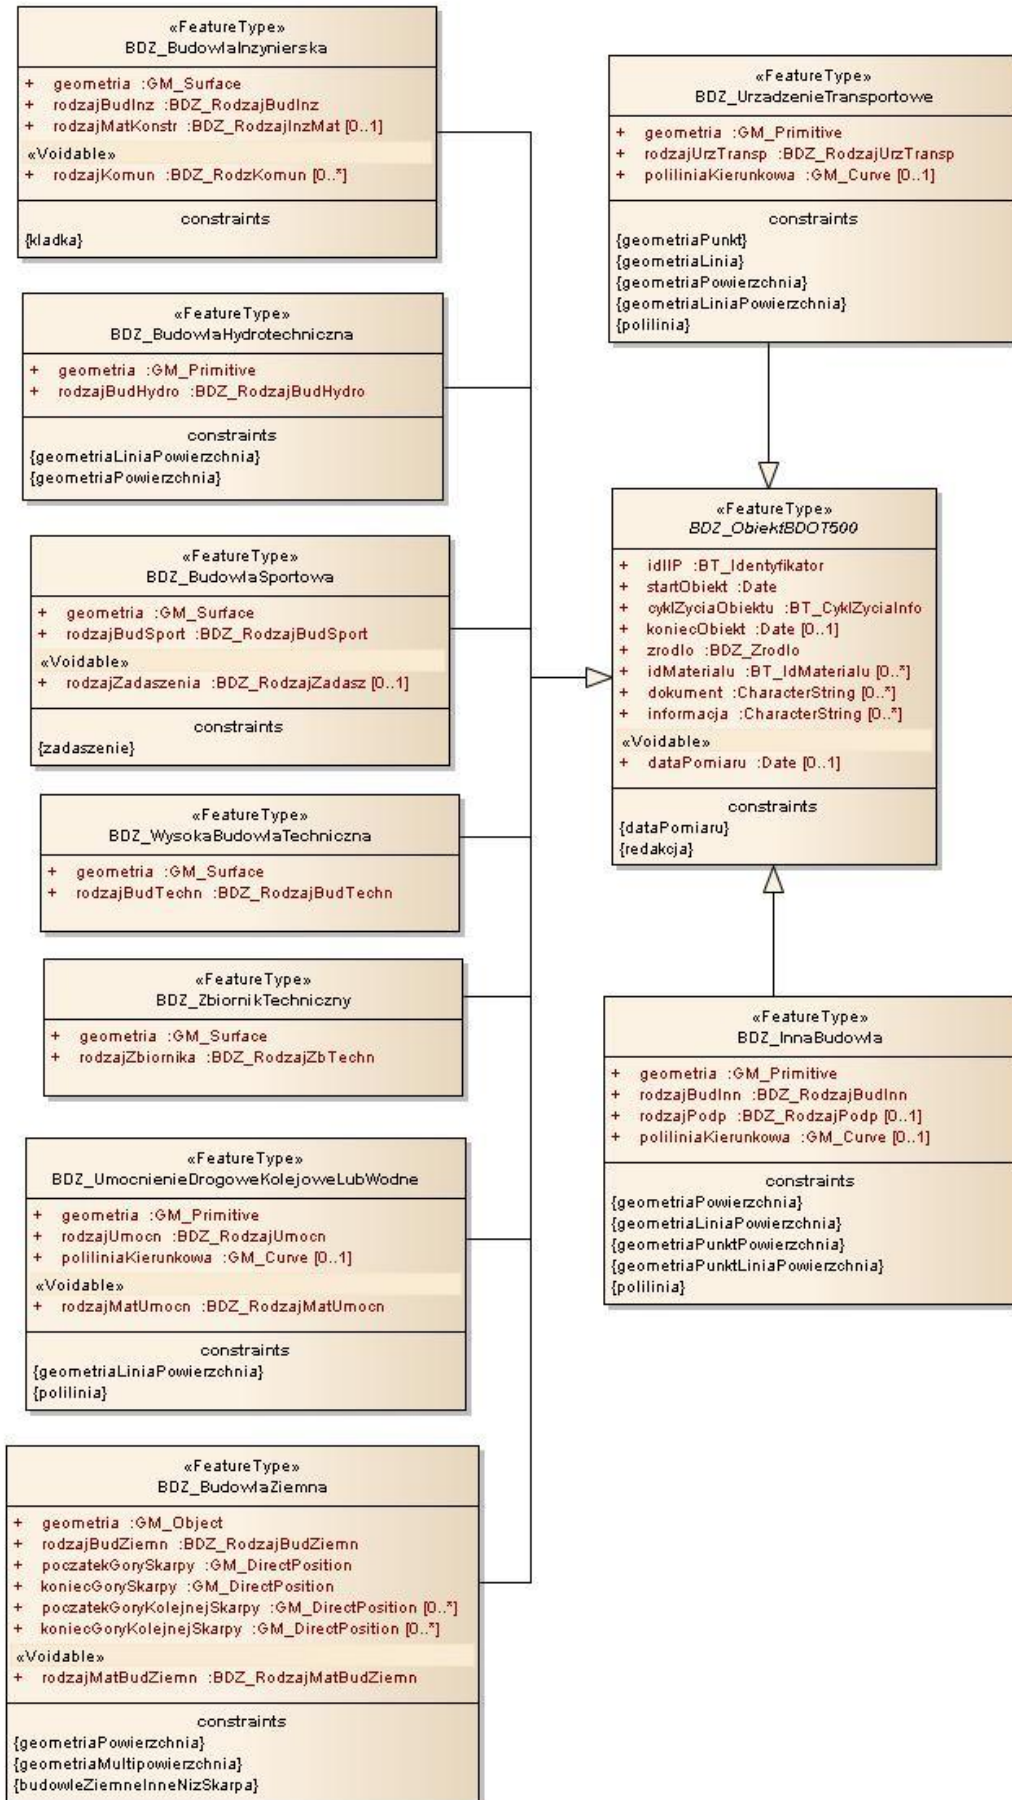 «FeatureType»
BDZ_BudowlaInzynierska
+ geometria :GM_Surface
+ rodzajBudInz :BDZ_RodzajBudInz
+ rodzajMatKonstr :BDZ_RodzajInzMat [0..1]
«Voidable»
+ rodzajKomun :BDZ_RodzKomun [0..*]
constraints
{kladka}
«FeatureType»
BDZ_BudowlaHydrotechniczna
+ geometria :GM_Primitive
+ rodzajBudHydro :BDZ_RodzajBudHydro
constraints
{geometriaLiniaPowierzchnia}
{geometriaPowierzchnia}
«FeatureType»
BDZ_BudowlaSportowa
+ geometria :GM_Surface
+ rodzajBudSport :BDZ_RodzajBudSport
«Voidable»
+ rodzajZadaszenia :BDZ_RodzajZadasz [0..1]
constraints
{zadaszenie}
«FeatureType»
BDZ_WysokaBudowlaTechniczna
+ geometria :GM_Surface
+ rodzajBudTechn :BDZ_RodzajBudTechn
«FeatureType»
BDZ_ZbiornikTechniczny
+ geometria :GM_Surface
+ rodzajZbiornika :BDZ_RodzajZbTechn
«FeatureType»
BDZ_UmocnienieDrogoweKolejoweLubWodne
+ geometria :GM_Primitive
+ rodzajUmocn :BDZ_RodzajUmocn
+ poliliniaKierunkowa :GM_Curve [0..1]
«Voidable»
+ rodzajMatUmocn :BDZ_RodzajMatUmocn
constraints
{geometriaLiniaPowierzchnia}
{polilinia}
«FeatureType»
BDZ_BudowlaZiemna
+ geometria :GM_Object
+ rodzajBudZiemn :BDZ_RodzajBudZiemn
+ poczatekGorySkarpy :GM_DirectPosition
+ koniecGorySkarpy :GM_DirectPosition
+ poczatekGoryKolejnejSkarpy :GM_DirectPosition [0..*]
+ koniecGoryKolejnejSkarpy :GM_DirectPosition [0..*]
«Voidable»
+ rodzajMatBudZiemn :BDZ_RodzajMatBudZiemn
constraints
{geometriaPowierzchnia}
{geometriaMultipowierzchnia}
{budowleZiemneInneNizSkarpa}
«FeatureType»
BDZ_UrzadzenieTransportowe
+ geometria :GM_Primitive
+ rodzajUrzTransp :BDZ_RodzajUrzTransp
+ poliliniaKierunkowa :GM_Curve [0..1]
constraints
{geometriaPunkt}
{geometriaLinia}
{geometriaPowierzchnia}
{geometriaLiniaPowierzchnia}
{polilinia}
«FeatureType»
BDZ_ObiektBDOT500
+ idIIP :BT_Identyfikator
+ startObiekt :Date
+ cyklZyciaObiektu :BT_CyklZyciaInfo
+ koniecObiekt :Date [0..1]
+ zrodlo :BDZ_Zrodlo
+ idMaterialu :BT_IdMaterialu [0..*]
+ dokument :CharacterString [0..*]
+ informacja :CharacterString [0..*]
«Voidable»
+ dataPomiaru :Date [0..1]
constraints
{dataPomiaru}
{redakcja}
«FeatureType»
BDZ_InnaBudowla
+ geometria :GM_Primitive
+ rodzajBudInn :BDZ_RodzajBudInn
+ rodzajPodp :BDZ_RodzajPodp [0..1]
+ poliliniaKierunkowa :GM_Curve [0..1]
constraints
{geometriaPowierzchnia}
{geometriaLiniaPowierzchnia}
{geometriaPunktPowierzchnia}
{geometriaPunktLiniaPowierzchnia}
{polilinia}